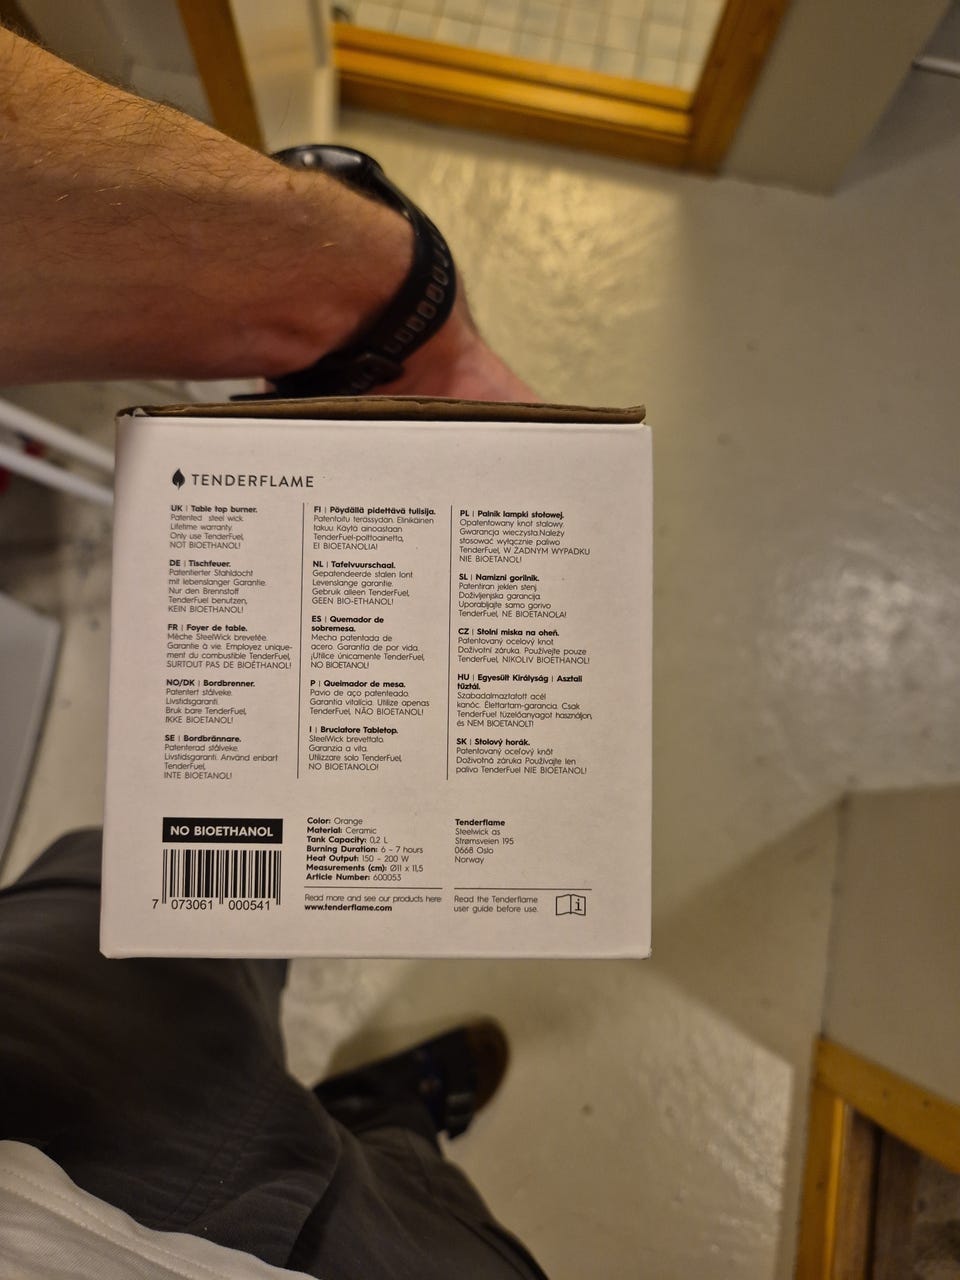 TENDERFLAME
UK | Table top burner.
Patented steel wick.
Lifetime warranty.
Only use TenderFuel,
NOT BIOETHANOL!
DE | Tischfeuer.
Patentierter Stahldocht
mit lebenslanger Garantie.
Nur den Brennstoff
TenderFuel benutzen,
KEIN BIOETHANOL!
FR | Foyer de table.
Mèche SteelWick brevetée.
Garantie à vie. Employez unique-
ment du combustible TenderFuel,
SURTOUT PAS DE BIOÉTHANOL!
NO/DK | Bordbrenner.
Patentert stålveke.
Livstidsgaranti.
Bruk bare TenderFuel,
IKKE BIOETANOL!
SE | Bordbrännare.
Patenterad stålveke.
Livstidsgaranti. Använd enbart
TenderFuel,
INTE BIOETANOL!
FI | Pöydällä pidettävä tulisija.
Patentoitu terässydän. Elinikäinen
takuu. Käytä ainoastaan
TenderFuel-polttoainetta,
EI BIOETANOLIA!
NL | Tafelvuurschaal.
Gepatendeerde stalen lont
Levenslange garantie.
Gebruik alleen TenderFuel,
GEEN BIO-ETHANOL!
ES | Quemador de
sobremesa.
Mecha patentada de
acero. Garantía de por vida.
¡Utilice únicamente TenderFuel,
NO BIOETANOL!
P | Queimador de mesa.
Pavio de aço patenteado.
Garantia vitalícia. Utilize apenas
TenderFuel, NÃO BIOETANOL!
I | Bruciatore Tabletop.
SteelWick brevettato.
Garanzia a vita.
Utilizzare solo TenderFuel,
NO BIOETANOLO!
PL | Palnik lampki stołowej.
Opatentowany knot stalowy.
Gwarancja wieczysta.Należy
stosować wyłącznie paliwo
TenderFuel, W ŻADNYM WYPADKU
NIE BIOETANOL!
SL | Namizni gorilnik.
Patentiran jeklen stenj.
Doživljenjska garancija.
Uporabljajte samo gorivo
TenderFuel, NE BIOETANOLA!
CZ | Stolní miska na oheň.
Patentovaný ocelový knot
Doživotní záruka. Používejte pouze
TenderFuel, NIKOLIV BIOETHANOL!
HU | Egyesült Királyság | Asztali
tűztál.
Szabadalmaztatott acél
kanóc. Élettartam-garancia. Csak
TenderFuel tüzelőanyagot használjon,
és NEM BIOETANOLT!
SK | Stolový horák.
Patentovaný oceľový knôt
Doživotná záruka Používajte len
palivo TenderFuel NIE BIOETANOL!
NO BIOETHANOL
7 073061 000541
Color: Orange
Material: Ceramic
Tank Capacity: 0,2 L
Burning Duration: 6 - 7 hours
Heat Output: 150 - 200 W
Measurements (cm): Ø11 x 11,5
Article Number: 600053
Read more and see our products here
www.tenderflame.com
Tenderflame
Steelwick as
Strømsveien 195
0668 Oslo
Norway
Read the Tenderflame
user guide before use.